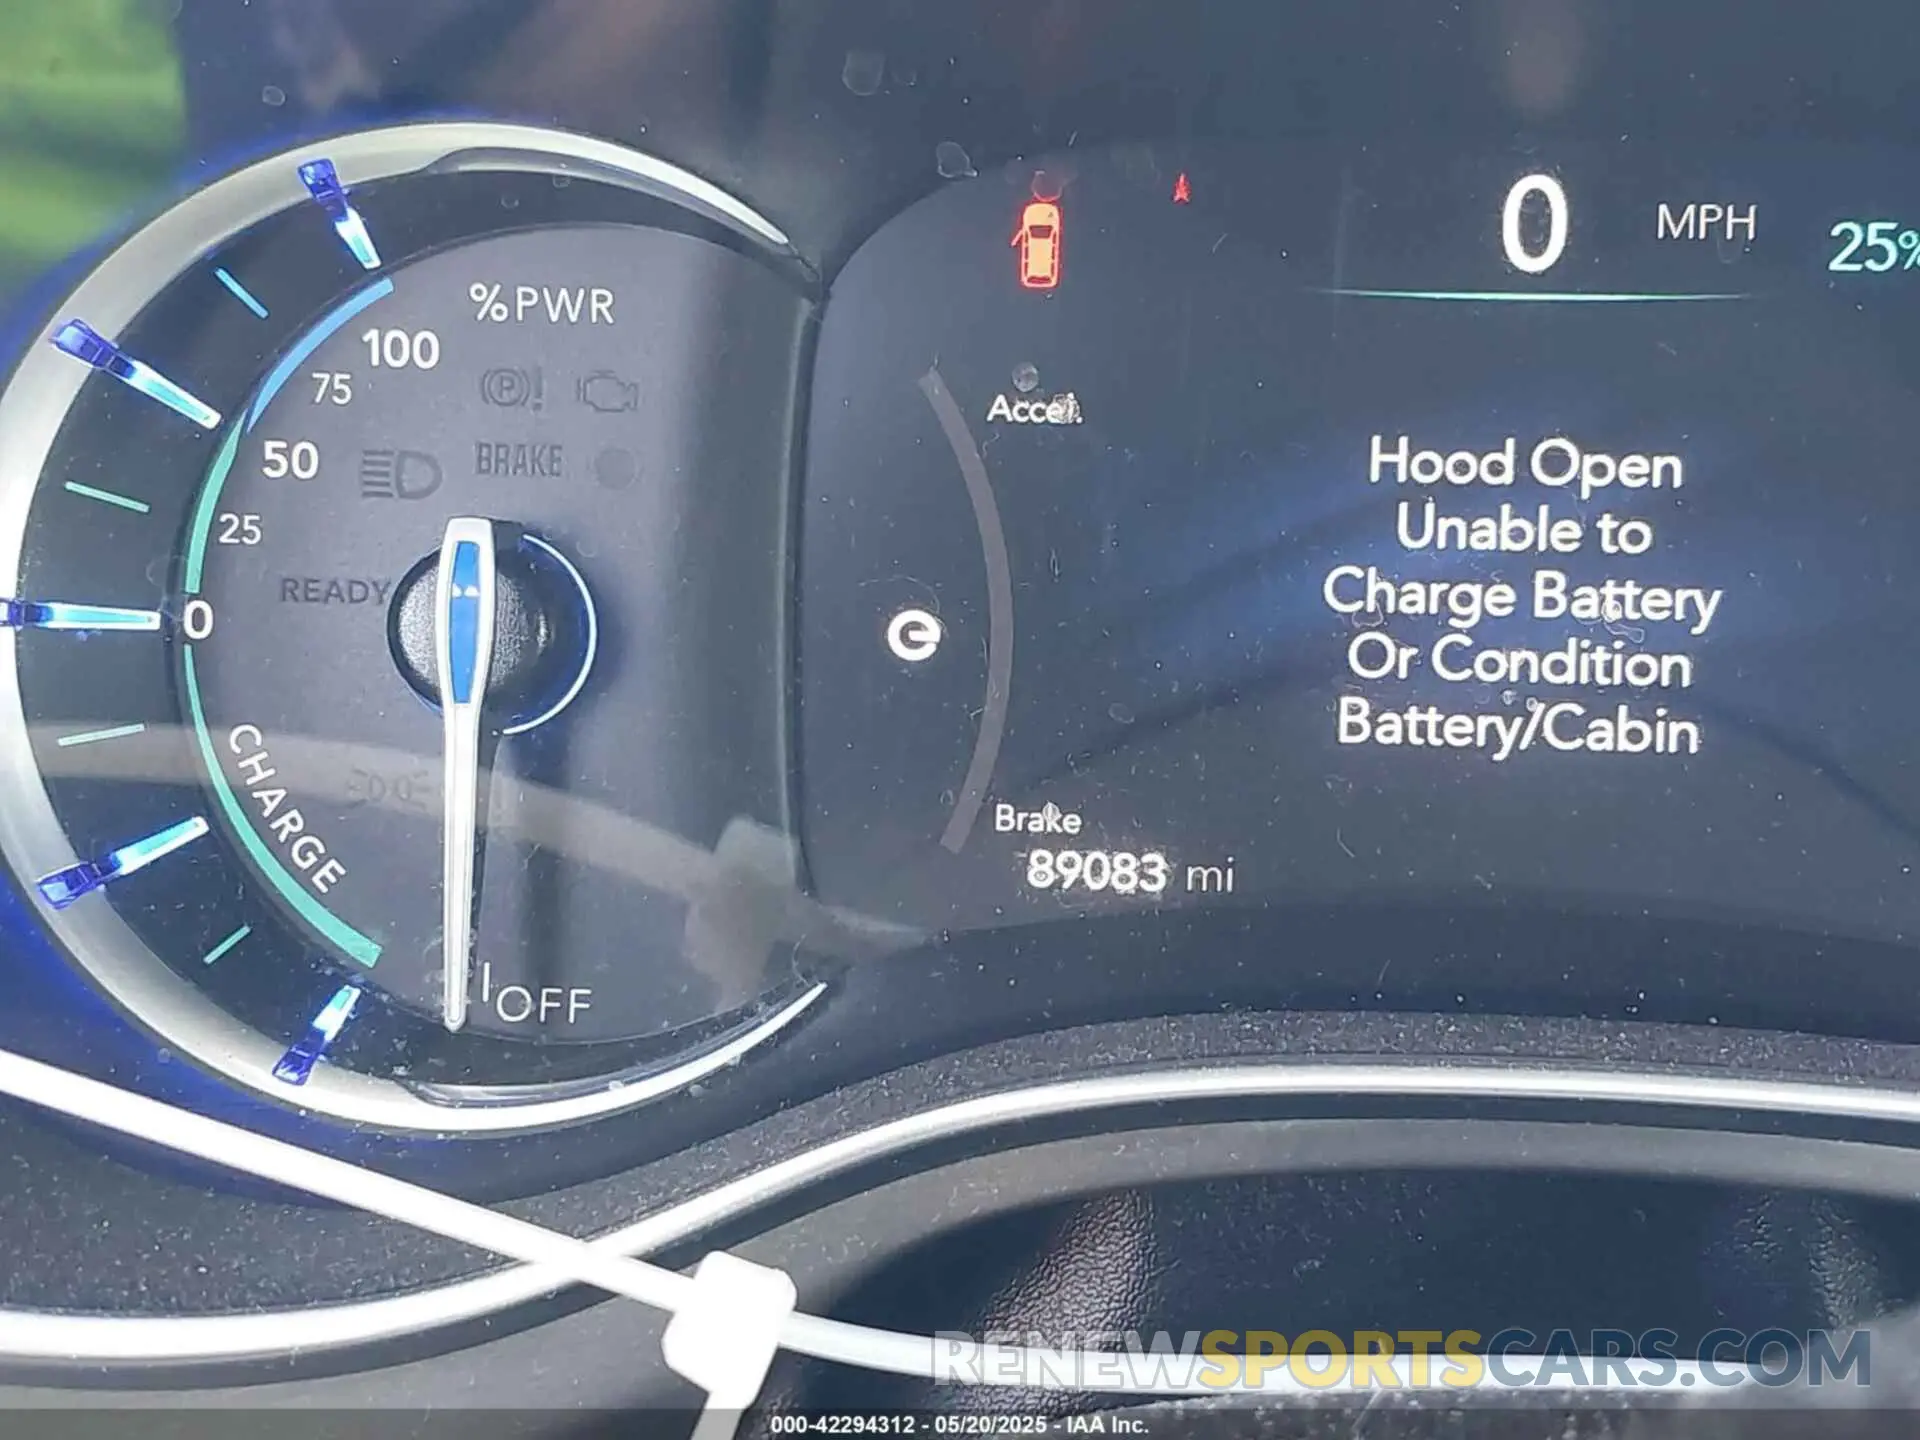 %PWR
100
75
50
25
READY
0
CHARGE
OFF
BRAKE
P
0 MPH
25%
Accel.
Hood Open
Unable to
Charge Battery
Or Condition
Battery/Cabin
Brake
89083 mi
RENEWSPORTSCARS.COM
000-42294312 - 05/20/2025 - IAA Inc.